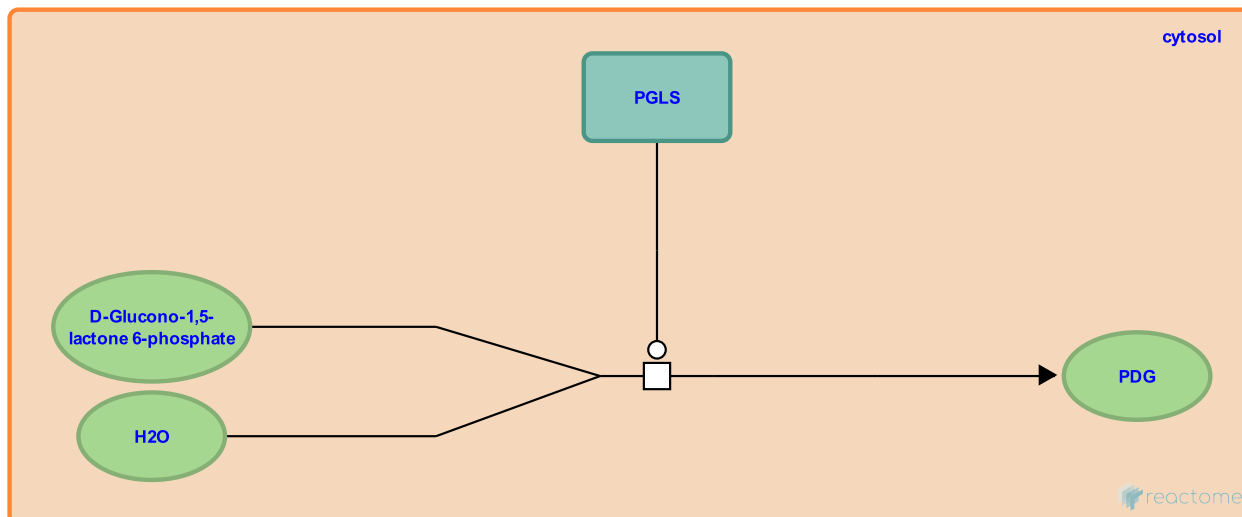 cytosol
PGLS
D-Glucono-1,5-
lactone 6-phosphate
H2O
PDG
reactome